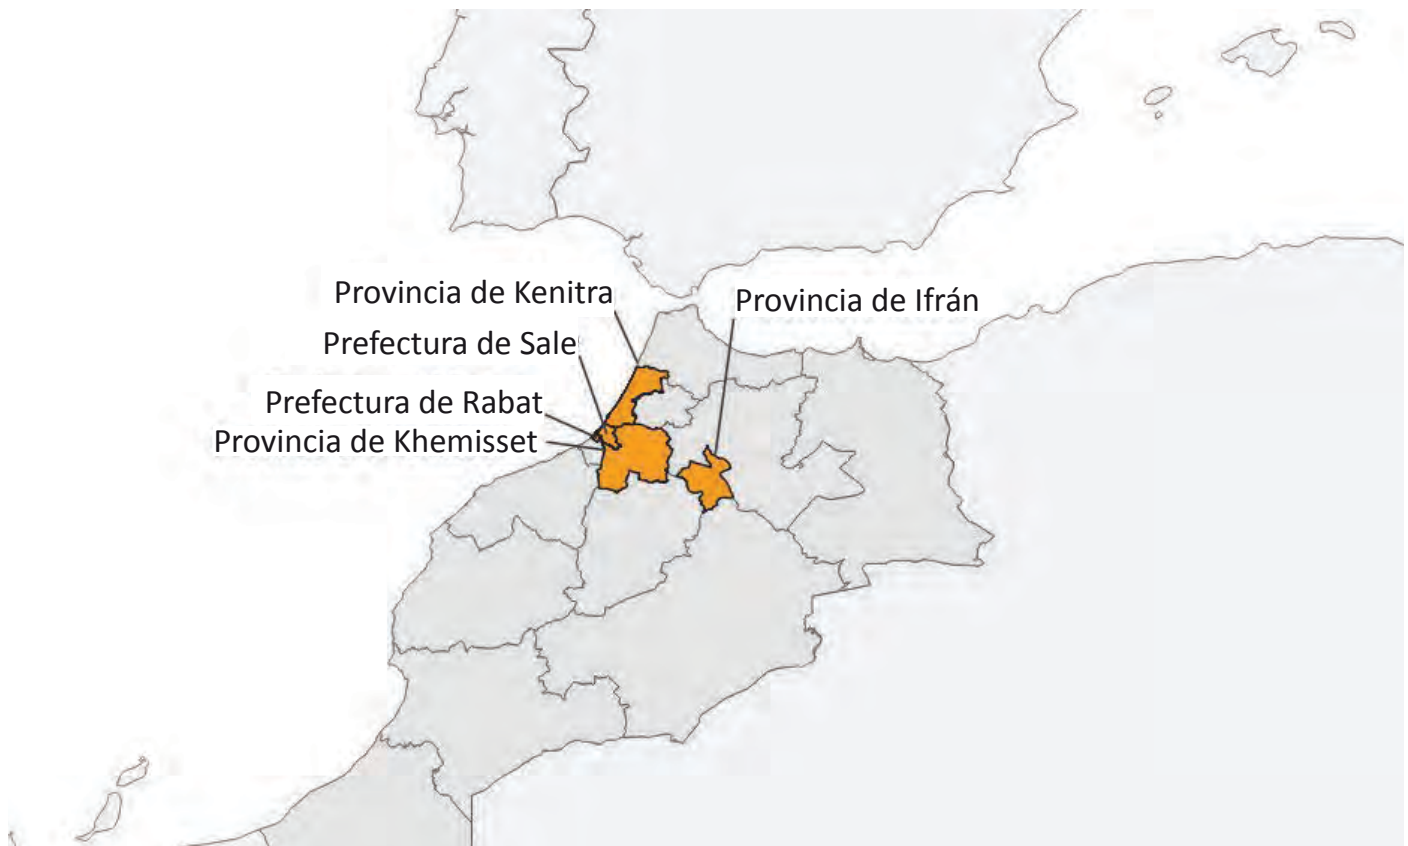 Provincia de Kenitra
Provincia de Ifrán
Prefectura de Sale
Prefectura de Rabat
Provincia de Khemisset